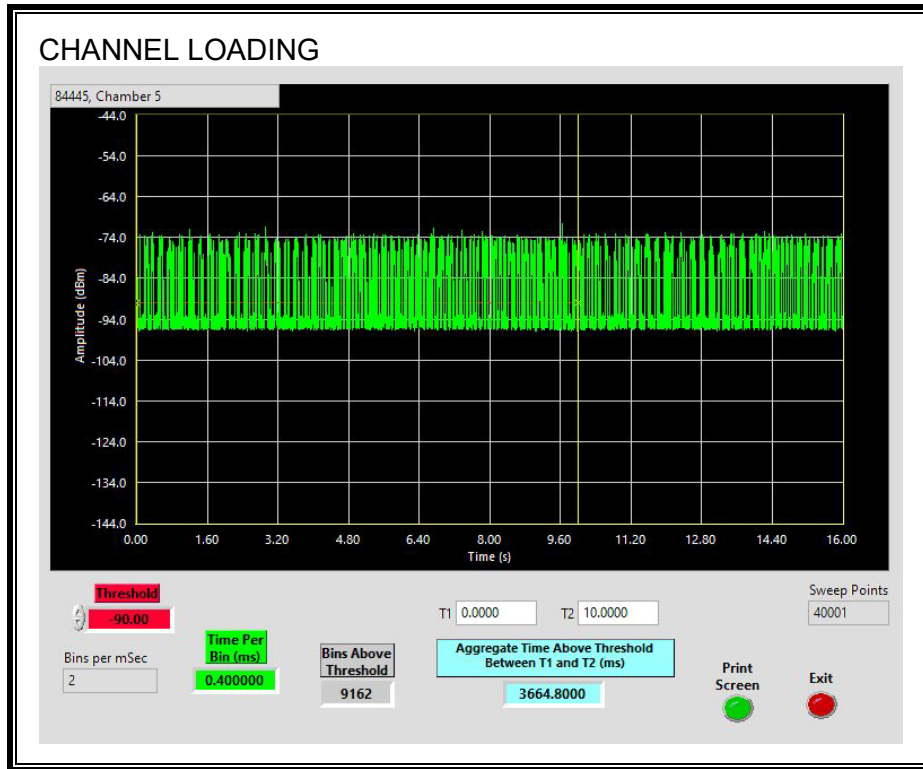 CHANNEL LOADING
84445, Chamber 5
-44.0
-54.0
-64.0
-74.0
-84.0
-94.0
-104.0
-114.0
-124.0
-134.0
-144.0
Amplitude (dBm)
0.00 1.60 3.20 4.80 6.40 8.00 9.60 11.20 12.80 14.40 16.00
Time (s)
Threshold
-90.00
Bins per mSec
2
Time Per
Bin (ms)
0.400000
Bins Above
Threshold
9162
T1 0.0000 T2 10.0000
Aggregate Time Above Threshold
Between T1 and T2 (ms)
3664.8000
Sweep Points
40001
Print
Screen
Exit